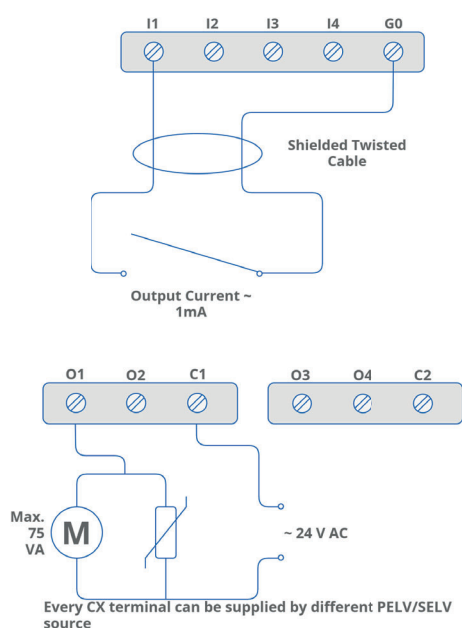 I1 I2 I3 I4 G0
Shielded Twisted
Cable
Output Current ~
1mA
O1 O2 C1 O3 O4 C2
Max.
75
VA
M
~ 24 V AC
Every CX terminal can be supplied by different PELV/SELV
source